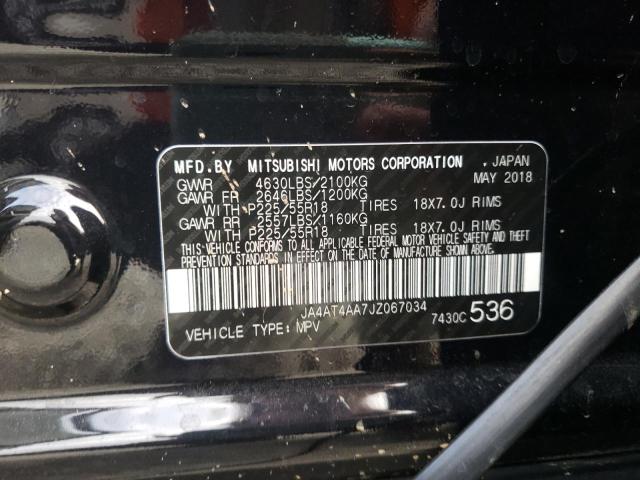 MFD.BY MITSUBISHI MOTORS CORPORATION , JAPAN
GVWR 4630LBS/2100KG MAY 2018
GAWR FR 2646LBS/1200KG
WITH P225/55R18 TIRES 18X7.0J RIMS
GAWR RR 2557LBS/1160KG
WITH P225/55R18 TIRES 18X7.0J RIMS
THIS VEHICLE CONFORMS TO ALL APPLICABLE FEDERAL MOTOR VEHICLE SAFETY AND THEFT
PREVENTION STANDARDS IN EFFECT ON THE DATE OF MANUFACTURE SHOWN ABOVE.
JA4AT4AA7JZ067034
VEHICLE TYPE: MPV 7430C 536